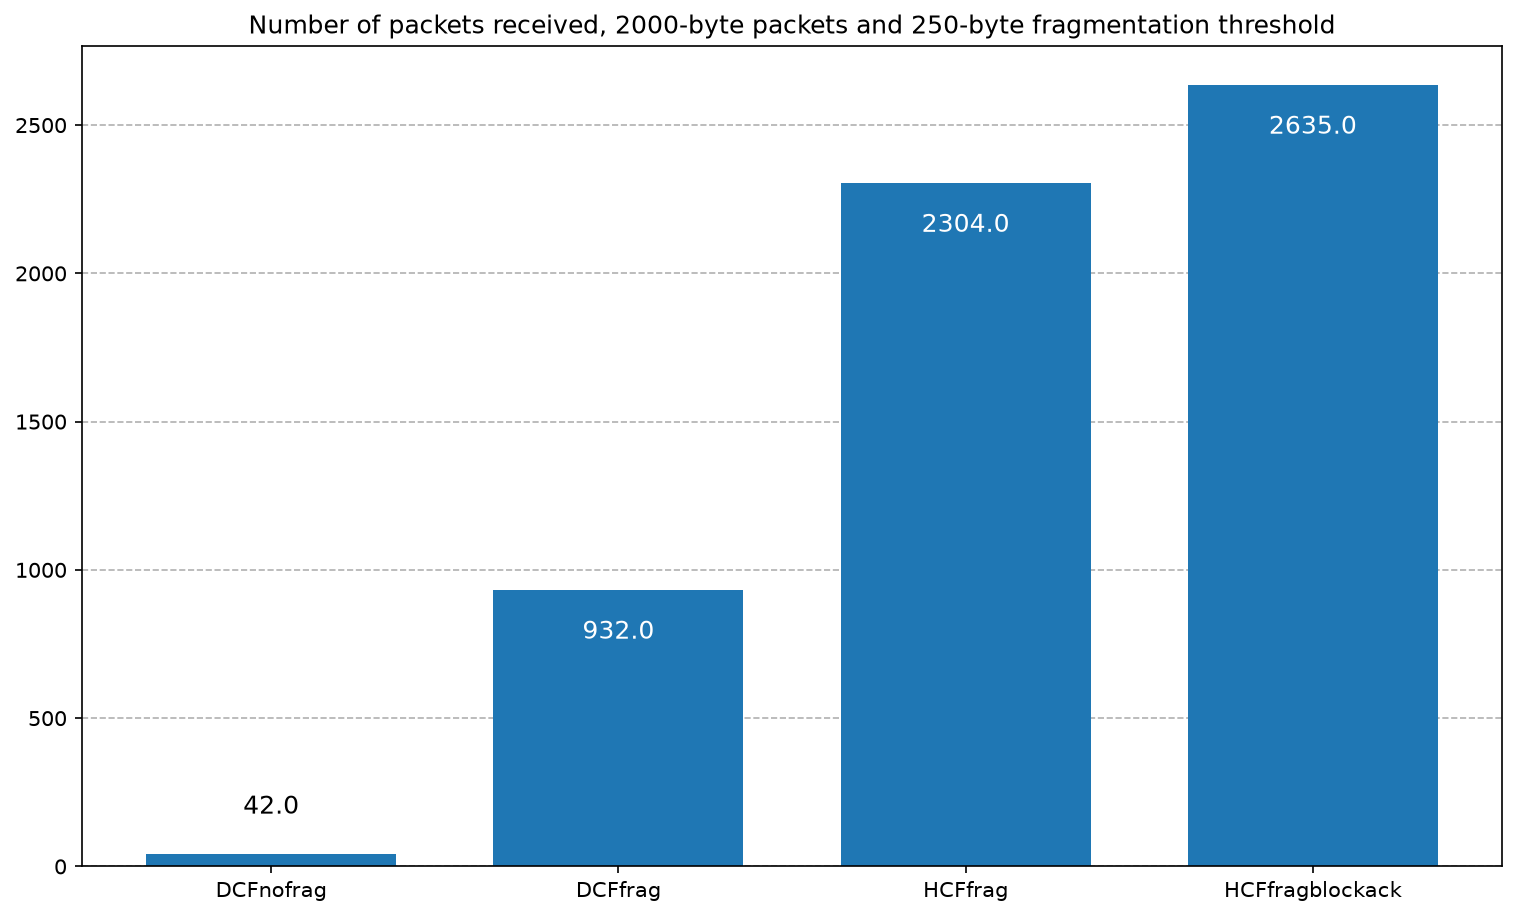 Number of packets received, 2000-byte packets and 250-byte fragmentation threshold
2500
2000
1500
1000
500
0
42.0
932.0
2304.0
2635.0
DCFnofrag
DCFfrag
HCFfrag
HCFfragblockack